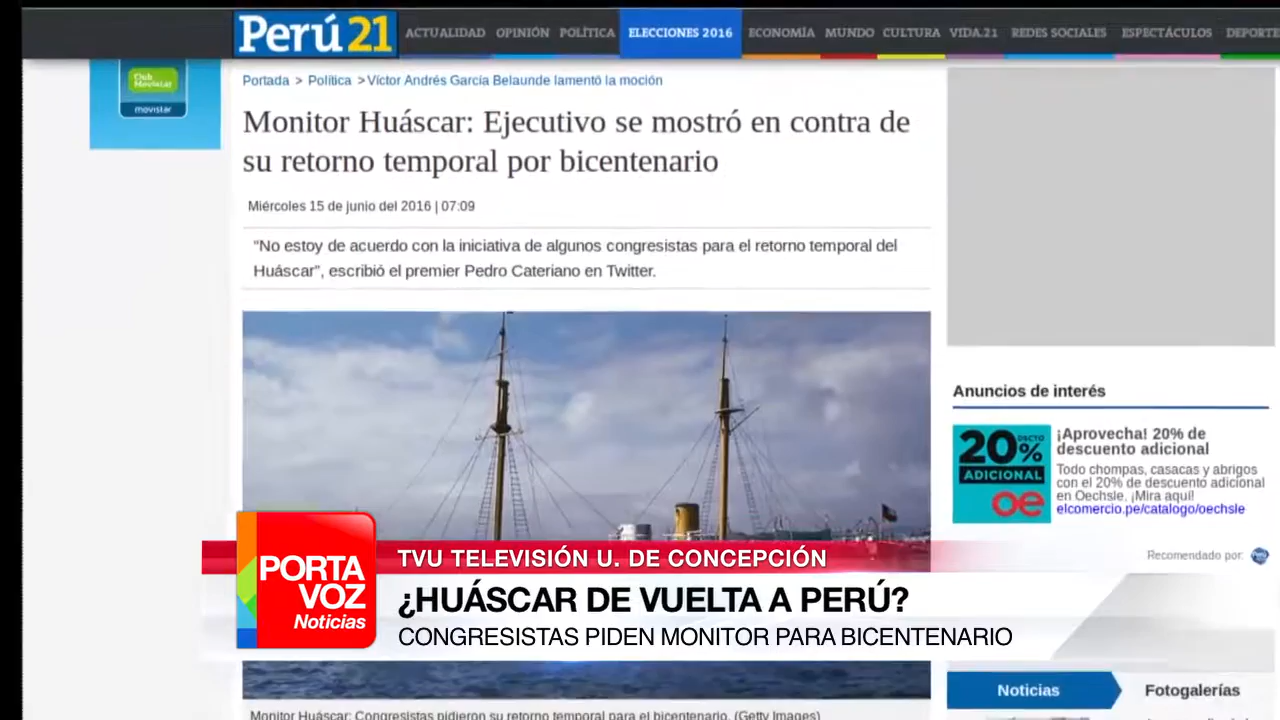 Perú 21
ACTUALIDAD OPINIÓN POLÍTICA ELECCIONES 2016 ECONOMÍA MUNDO CULTURA VIDA.21 REDES SOCIALES ESPECTÁCULOS DEPORTE
Club
Movistar
movistar
Portada > Política > Víctor Andrés García Belaunde lamentó la moción
Monitor Huáscar: Ejecutivo se mostró en contra de
su retorno temporal por bicentenario
Miércoles 15 de junio del 2016 | 07:09
“No estoy de acuerdo con la iniciativa de algunos congresistas para el retorno temporal del
Huáscar”, escribió el premier Pedro Cateriano en Twitter.
Anuncios de interés
20%
DSCTO
ADICIONAL
oe
¡Aprovecha! 20% de
descuento adicional
Todo chompas, casacas y abrigos
con el 20% de descuento adicional
en Oechsle, ¡Mira aquí!
elcomercio.pe/catalogo/oechsle
Recomendado por:
PORTA
VOZ
Noticias
TVU TELEVISIÓN U. DE CONCEPCIÓN
¿HUÁSCAR DE VUELTA A PERÚ?
CONGRESISTAS PIDEN MONITOR PARA BICENTENARIO
Noticias Fotogalerías
Monitor Huáscar: Congresistas pidieron su retorno temporal para el bicentenario. (Getty Images)